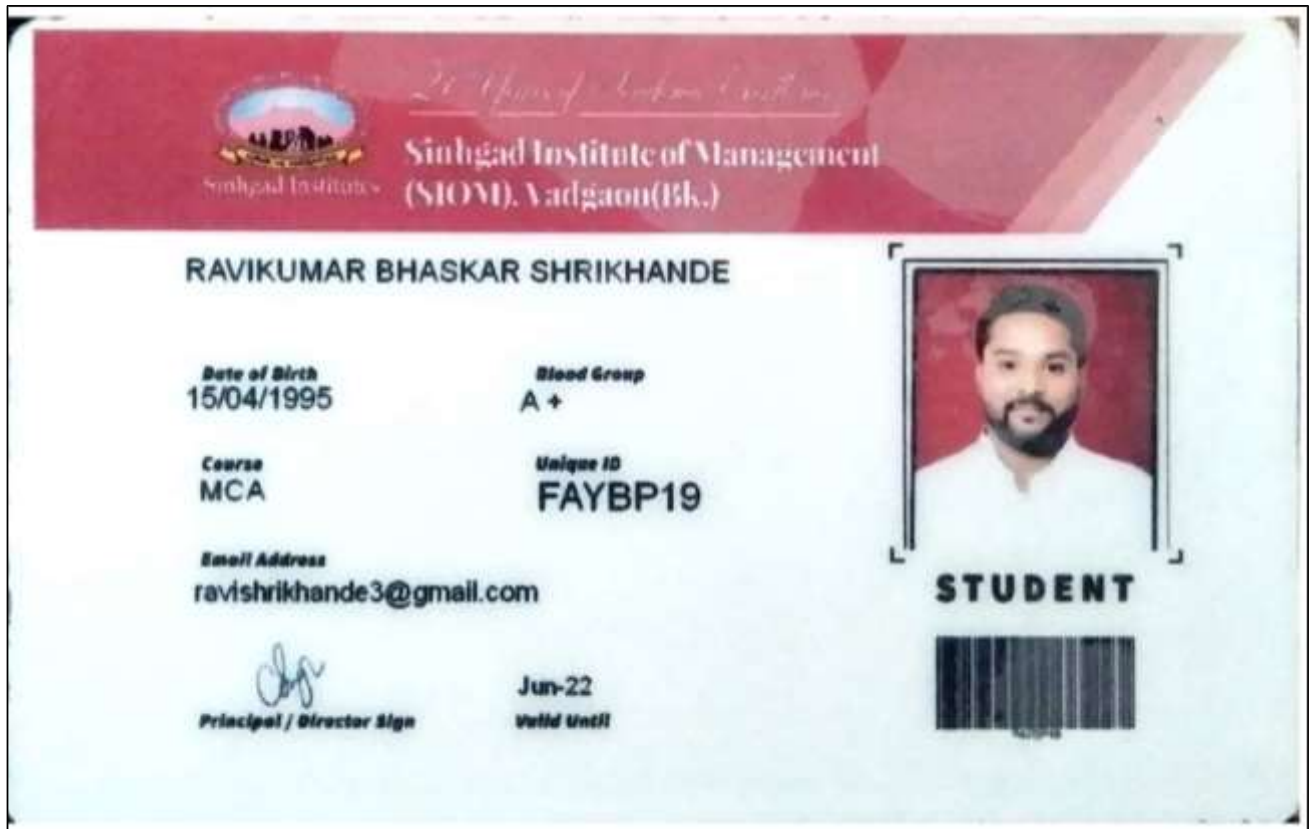 Sinhgad Institutes
Sinhgad Institute of Management
(SIOM). Vadgaon(Bk.)
RAVIKUMAR BHASKAR SHRIKHANDE
Date of Birth
15/04/1995
Blood Group
A +
Course
MCA
Unique ID
FAYBP19
Email Address
ravishrikhande3@gmail.com
Principal / Director Sign
Jun-22
Valid Until
STUDENT